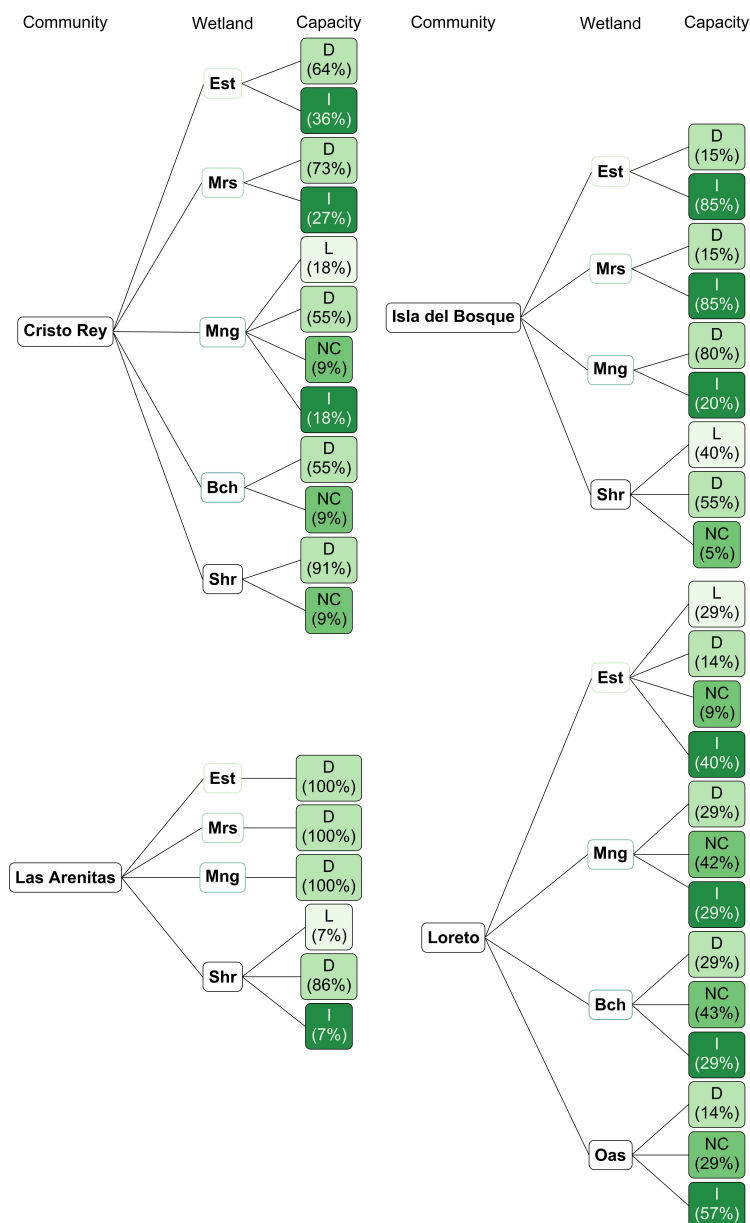 Community Wetland Capacity
Cristo Rey
Est
D
(64%)
I
(36%)
Mrs
D
(73%)
I
(27%)
Mng
L
(18%)
D
(55%)
NC
(9%)
I
(18%)
Bch
D
(55%)
NC
(9%)
Shr
D
(91%)
NC
(9%)
Las Arenitas
Est
D
(100%)
Mrs
D
(100%)
Mng
D
(100%)
Shr
L
(7%)
D
(86%)
I
(7%)
Community Wetland Capacity
Isla del Bosque
Est
D
(15%)
I
(85%)
Mrs
D
(15%)
I
(85%)
Mng
D
(80%)
I
(20%)
Shr
L
(40%)
D
(55%)
NC
(5%)
Loreto
Est
L
(29%)
D
(14%)
NC
(9%)
I
(40%)
Mng
D
(29%)
NC
(42%)
I
(29%)
Bch
D
(29%)
NC
(43%)
I
(29%)
Oas
D
(14%)
NC
(29%)
I
(57%)